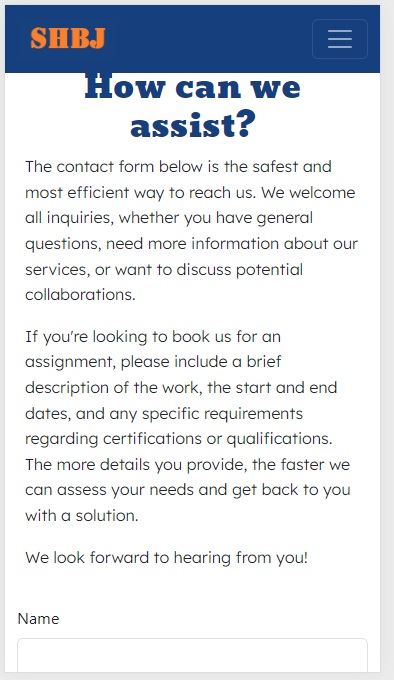 SHBJ
How can we
assist?
The contact form below is the safest and
most efficient way to reach us. We welcome
all inquiries, whether you have general
questions, need more information about our
services, or want to discuss potential
collaborations.
If you're looking to book us for an
assignment, please include a brief
description of the work, the start and end
dates, and any specific requirements
regarding certifications or qualifications.
The more details you provide, the faster we
can assess your needs and get back to you
with a solution.
We look forward to hearing from you!
Name